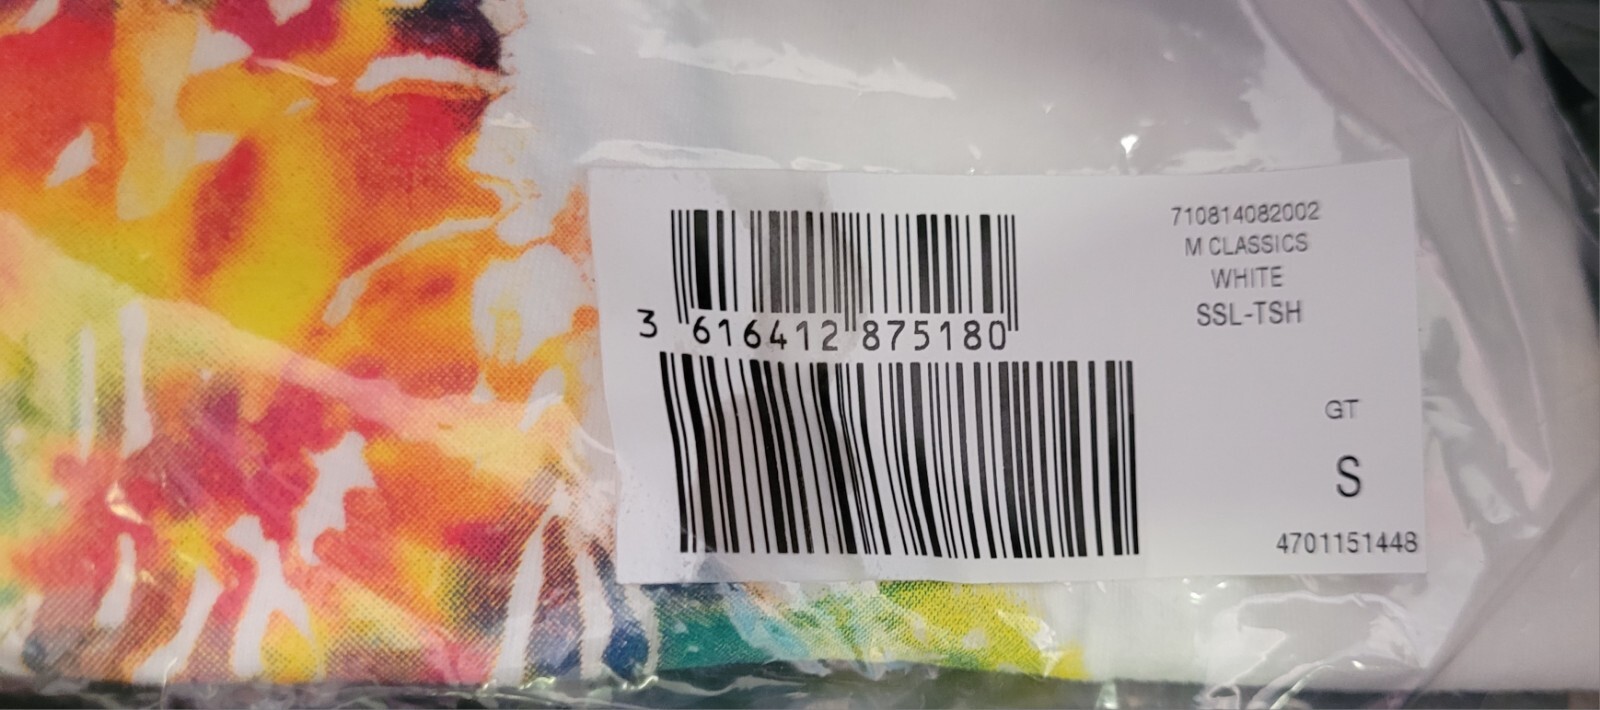 3 616412 875180
710814082002
M CLASSICS
WHITE
SSL-TSH
GT
S
4701151448